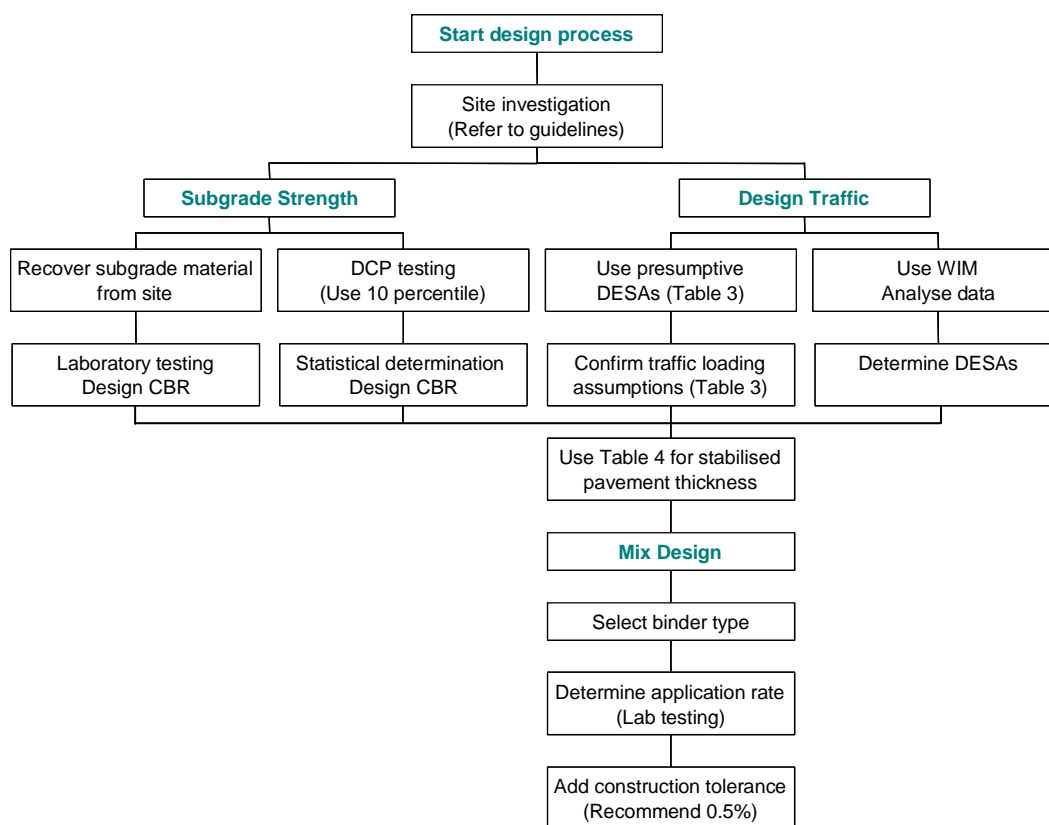 Start design process
Site investigation
(Refer to guidelines)
Subgrade Strength
Design Traffic
Recover subgrade material
from site
DCP testing
(Use 10 percentile)
Use presumptive
DESAs (Table 3)
Use WIM
Analyse data
Laboratory testing
Design CBR
Statistical determination
Design CBR
Confirm traffic loading
assumptions (Table 3)
Determine DESAs
Use Table 4 for stabilised
pavement thickness
Mix Design
Select binder type
Determine application rate
(Lab testing)
Add construction tolerance
(Recommend 0.5%)